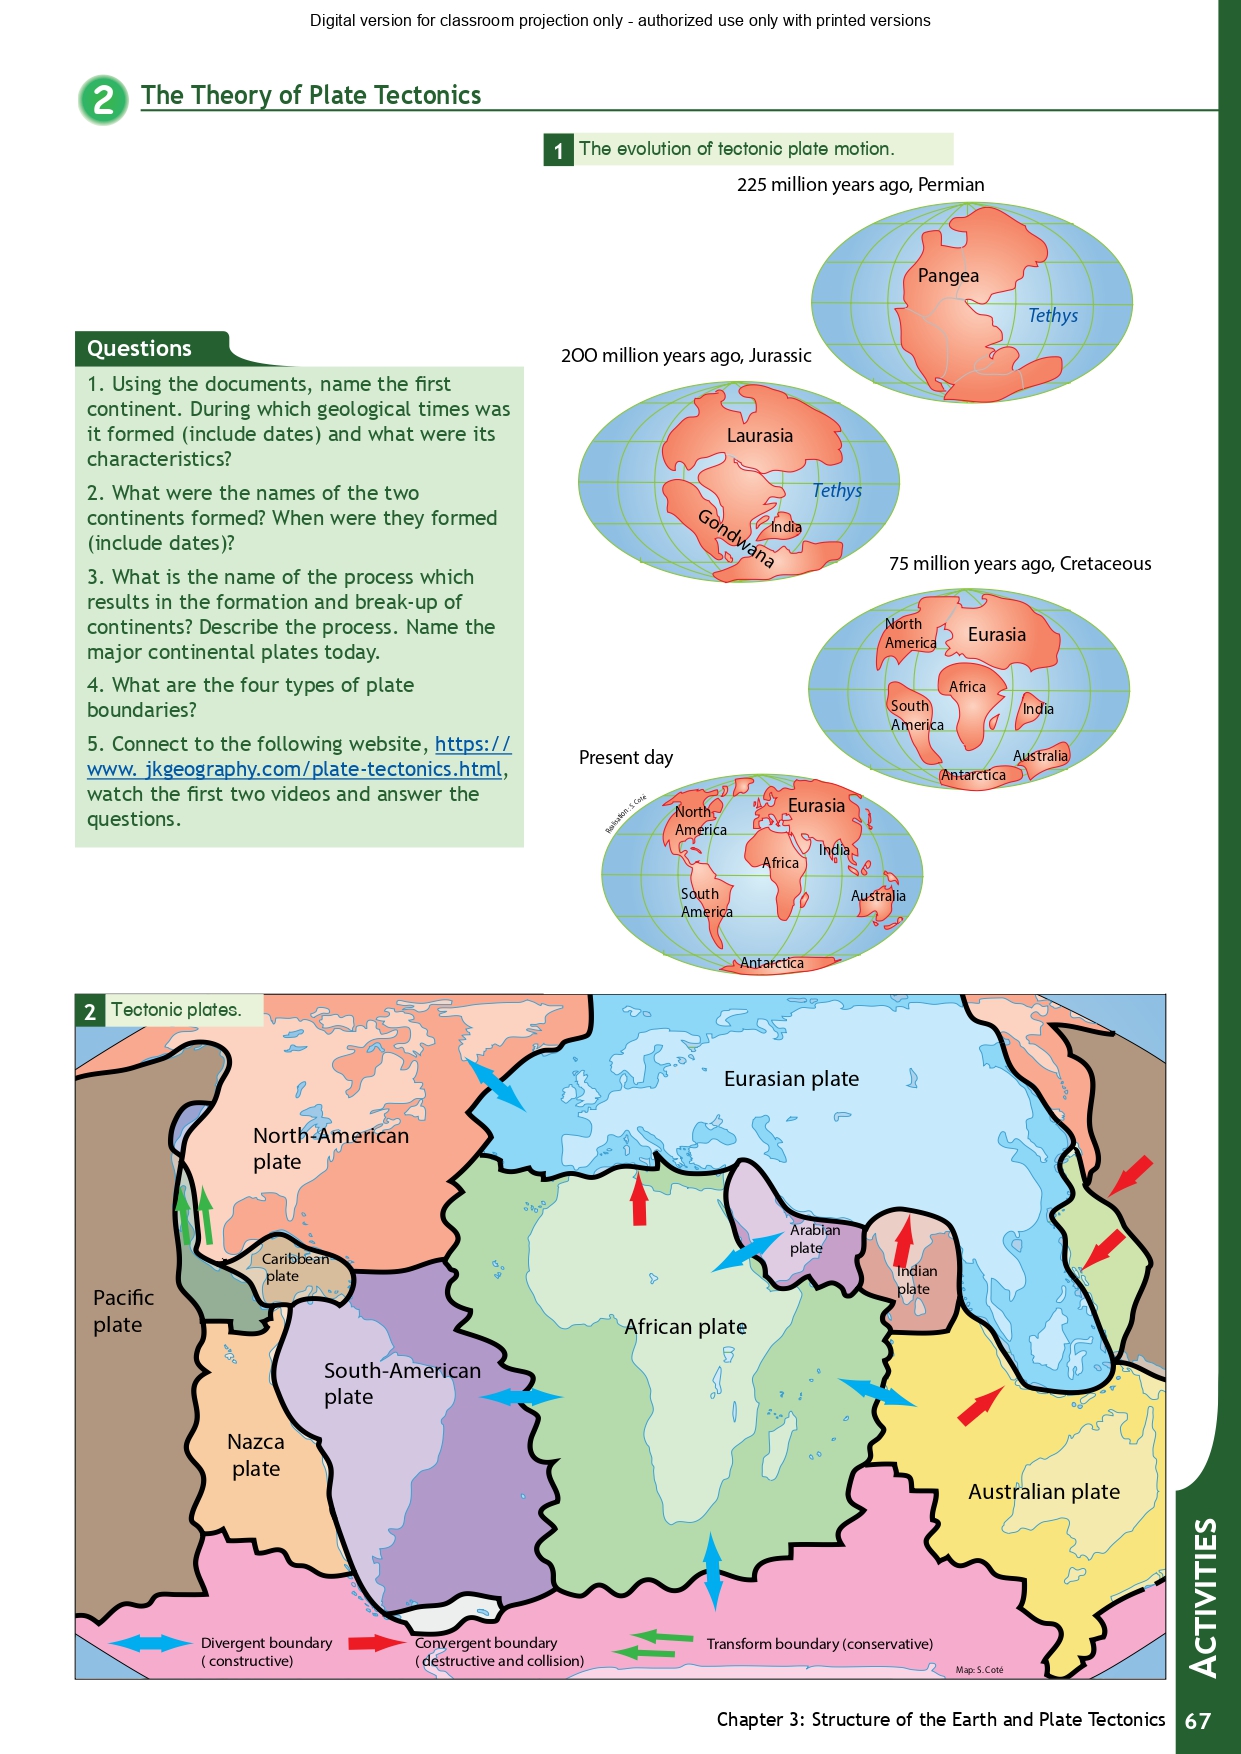 Digital version for classroom projection only - authorized use only with printed versions
2 The Theory of Plate Tectonics
1 The evolution of tectonic plate motion.
225 million years ago, Permian
Pangea
Tethys
200 million years ago, Jurassic
Laurasia
Tethys
Gondwana
India
75 million years ago, Cretaceous
North
America
Eurasia
Africa
South
America
India
Australia
Antarctica
Present day
Réalisation : S. Coté
North
America
Eurasia
India
Africa
South
America
Australia
Antarctica
Questions
1. Using the documents, name the first
continent. During which geological times was
it formed (include dates) and what were its
characteristics?
2. What were the names of the two
continents formed? When were they formed
(include dates)?
3. What is the name of the process which
results in the formation and break-up of
continents? Describe the process. Name the
major continental plates today.
4. What are the four types of plate
boundaries?
5. Connect to the following website, https://
www. jkgeography.com/plate-tectonics.html,
watch the first two videos and answer the
questions.
2 Tectonic plates.
Eurasian plate
North-American
plate
Arabian
plate
Caribbean
plate
Indian
plate
Pacific
plate
African plate
South-American
plate
Nazca
plate
Australian plate
Divergent boundary
( constructive)
Convergent boundary
( destructive and collision)
Transform boundary (conservative)
Map: S. Coté
ACTIVITIES
Chapter 3: Structure of the Earth and Plate Tectonics 67